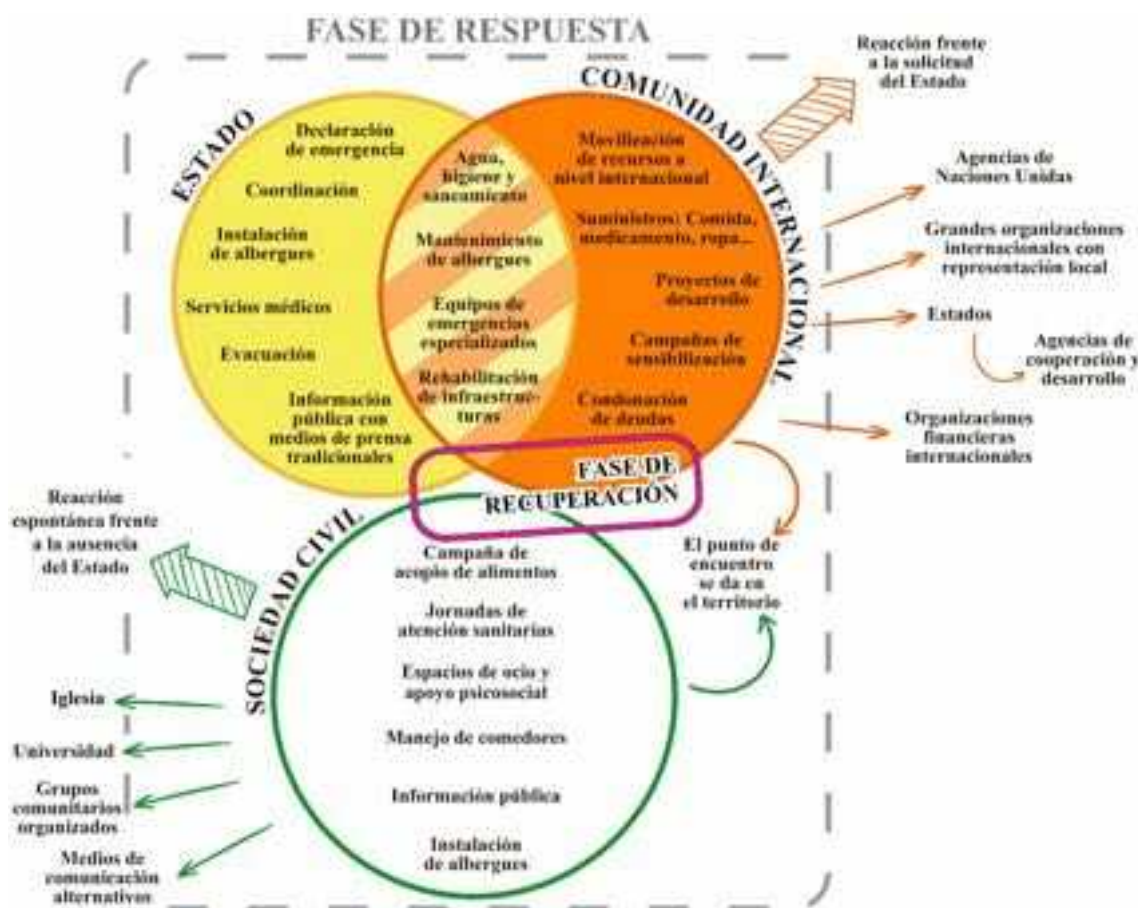 FASE DE RESPUESTA
ESTADO
Declaración
de emergencia
Coordinación
Instalación
de albergues
Servicios médicos
Evacuación
Información
pública con
medios de prensa
tradicionales
Agua,
higiene y
saneamiento
Mantenimiento
de albergues
Equipos de
emergencias
especializados
Rehabilitación
de infraestruc-
turas
COMUNIDAD INTERNACIONAL
Movilización
de recursos a
nivel internacional
Suministros: Comida,
medicamento, ropa...
Proyectos de
desarrollo
Campañas de
sensibilización
Condonación
de deudas
Reacción frente
a la solicitud
del Estado
Agencias de
Naciones Unidas
Grandes organizaciones
internacionales con
representación local
Estados
Agencias de
cooperación y
desarrollo
Organizaciones
financieras
internacionales
FASE DE
RECUPERACIÓN
El punto de
encuentro
se da en
el territorio
SOCIEDAD CIVIL
Campaña de
acopio de alimentos
Jornadas de
atención sanitarias
Espacios de ocio y
apoyo psicosocial
Manejo de comedores
Información pública
Instalación
de albergues
Reacción
espontánea frente
a la ausencia
del Estado
Iglesia
Universidad
Grupos
comunitarios
organizados
Medios de
comunicación
alternativos